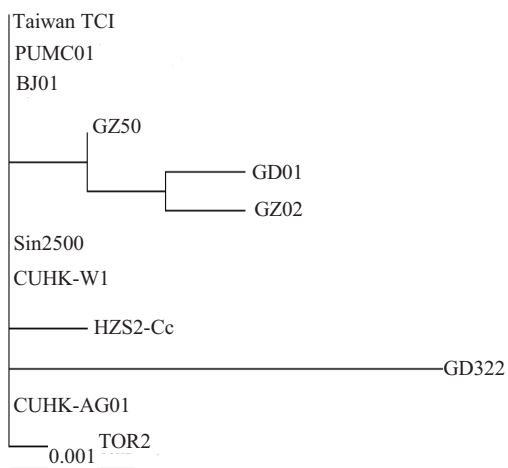 Taiwan TCI
PUMC01
BJ01
GZ50
GD01
GZ02
Sin2500
CUHK-W1
HZS2-Cc
GD322
CUHK-AG01
TOR2
0.001